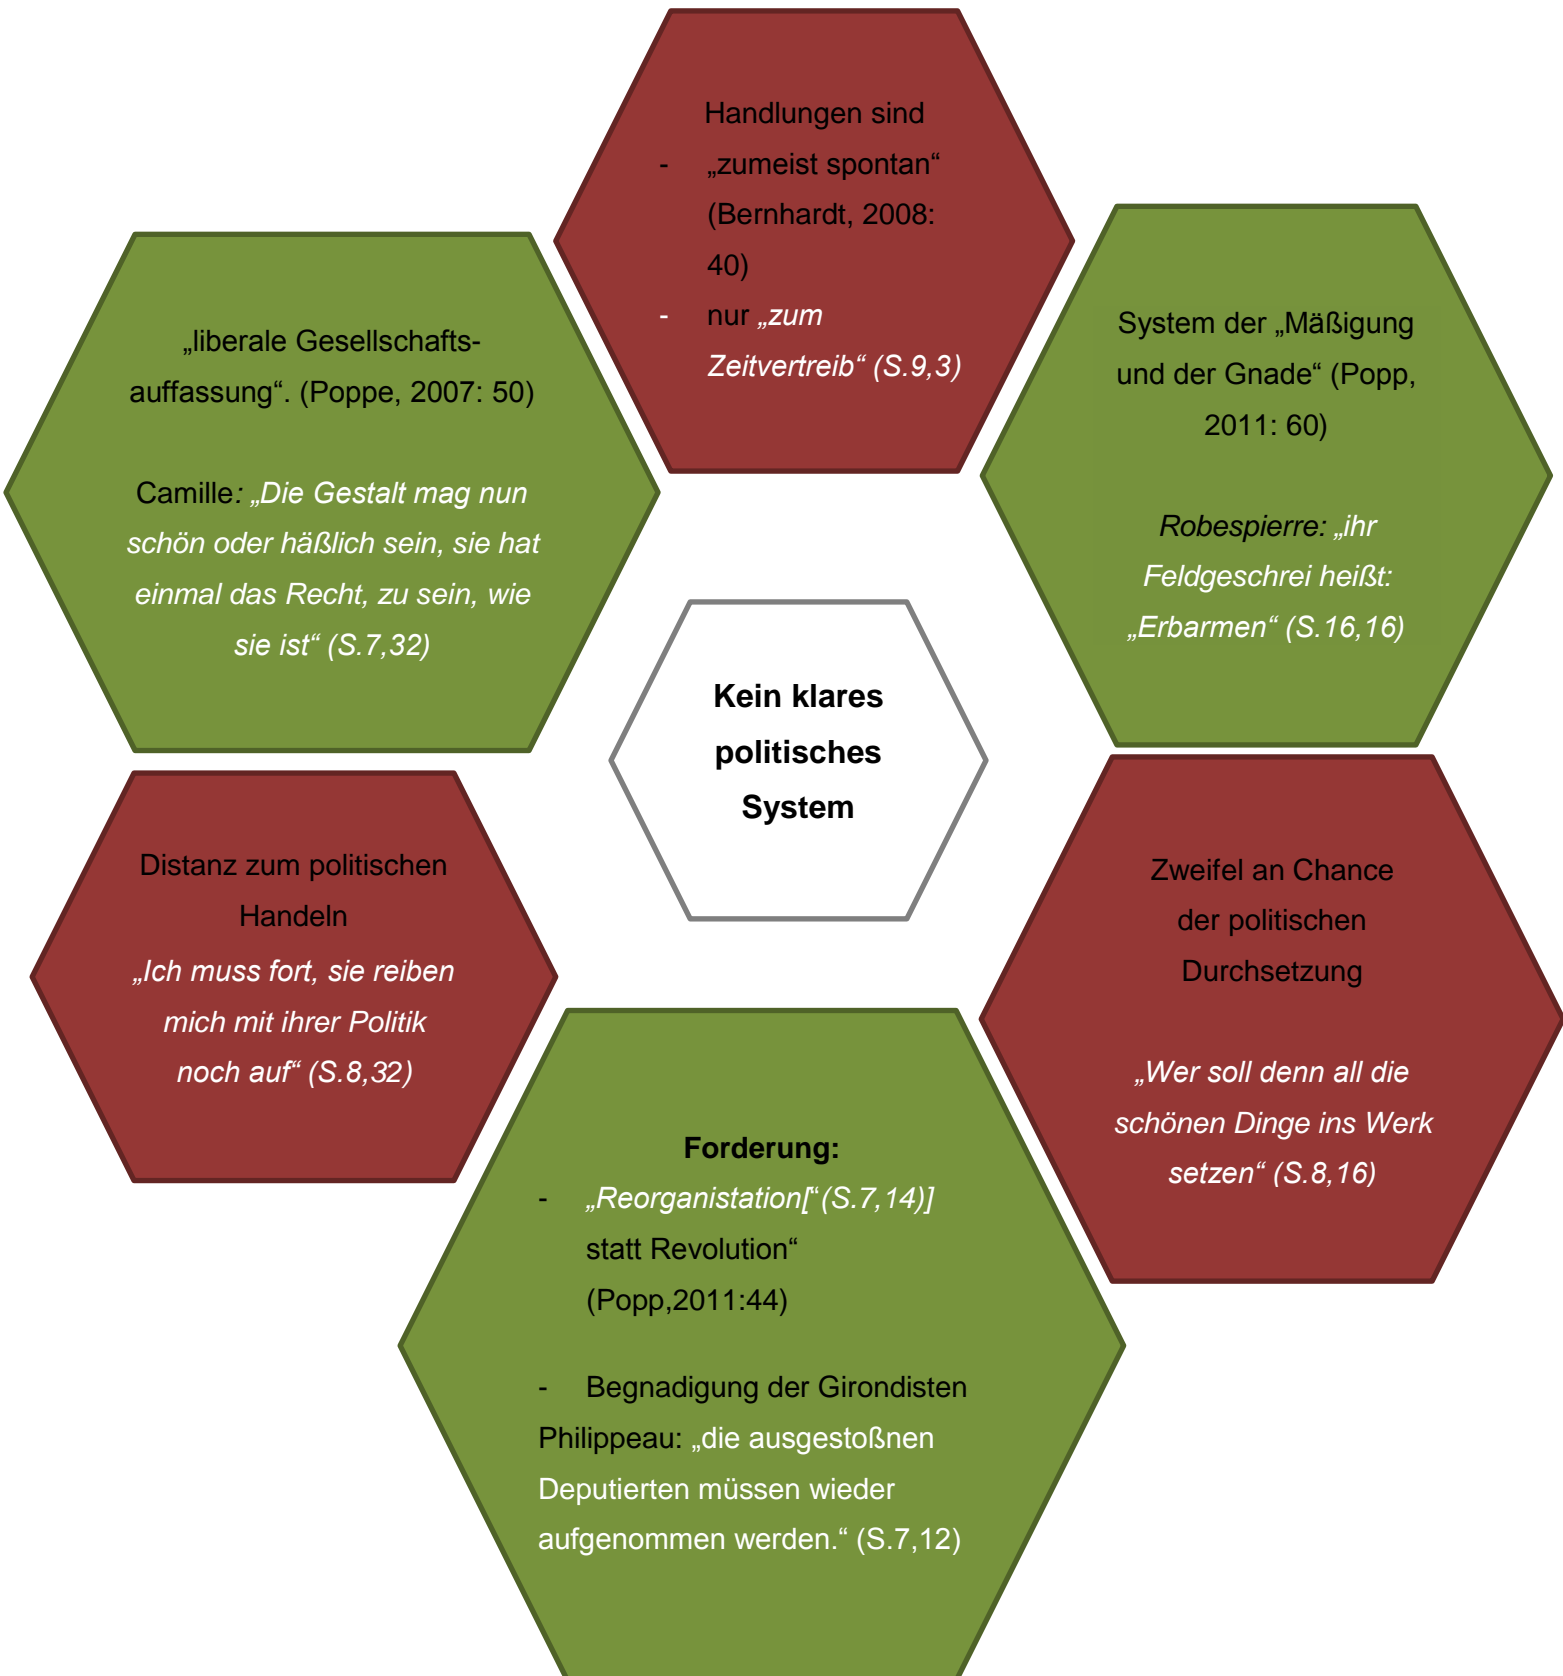 Handlungen sind
- „zumeist spontan“
(Bernhardt, 2008:
40)
- nur „zum
Zeitvertreib“ (S.9,3)
„liberale Gesellschafts-
auffassung“. (Poppe, 2007: 50)
Camille: „Die Gestalt mag nun
schön oder häßlich sein, sie hat
einmal das Recht, zu sein, wie
sie ist“ (S.7,32)
System der „Mäßigung
und der Gnade“ (Popp,
2011: 60)
Robespierre: „ihr
Feldgeschrei heißt:
„Erbarmen“ (S.16,16)
Kein klares
politisches
System
Distanz zum politischen
Handeln
„Ich muss fort, sie reiben
mich mit ihrer Politik
noch auf“ (S.8,32)
Zweifel an Chance
der politischen
Durchsetzung
„Wer soll denn all die
schönen Dinge ins Werk
setzen“ (S.8,16)
Forderung:
- „Reorganistation[“(S.7,14)]
statt Revolution“
(Popp,2011:44)
- Begnadigung der Girondisten
Philippeau: „die ausgestoßnen
Deputierten müssen wieder
aufgenommen werden.“ (S.7,12)